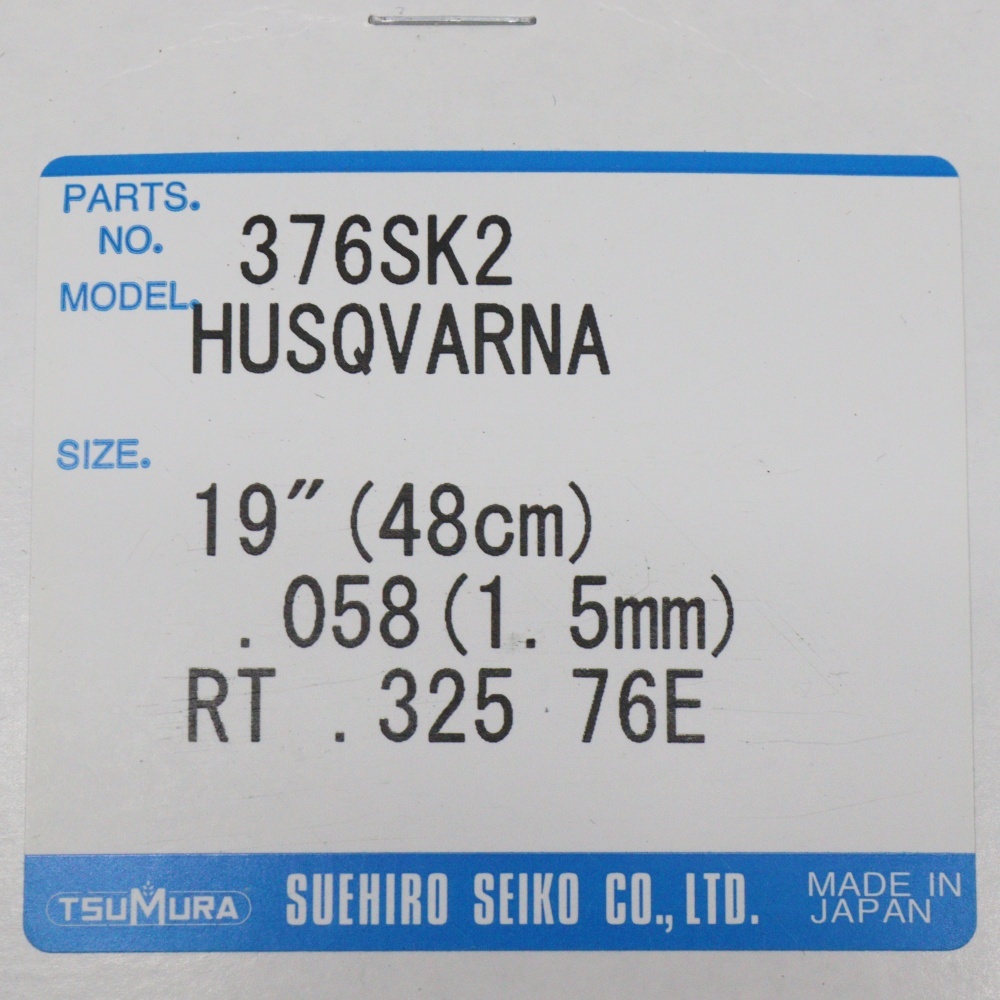 PARTS.
NO. 376SK2
MODEL. HUSQVARNA
SIZE.
19″(48cm)
.058(1.5mm)
RT .325 76E
TSUMURA SUEHIRO SEIKO CO., LTD. MADE IN
JAPAN